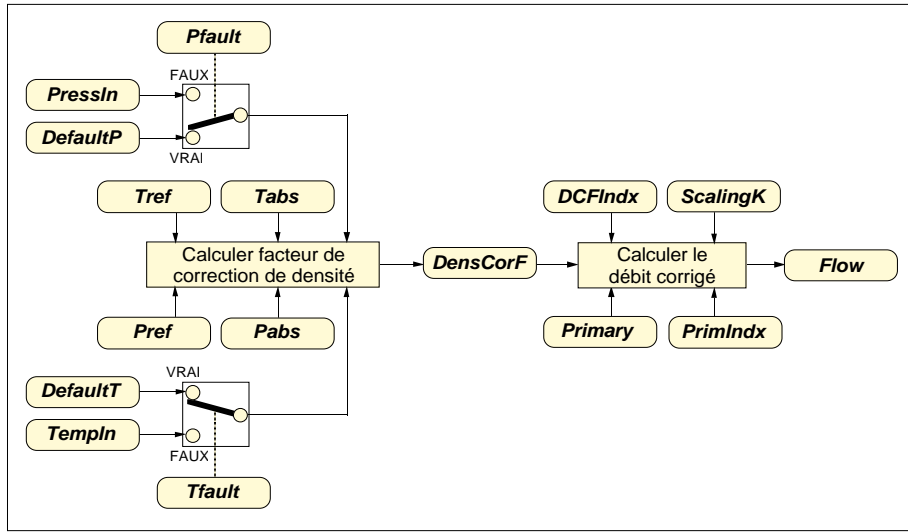 Pfault
FAUX
PressIn
DefaultP
VRAI
Tref
Tabs
DCFIndx
ScalingK
Calculer facteur de
correction de densité
DensCorF
Calculer le
débit corrigé
Flow
Pref
Pabs
Primary
PrimIndx
VRAI
DefaultT
TempIn
FAUX
Tfault